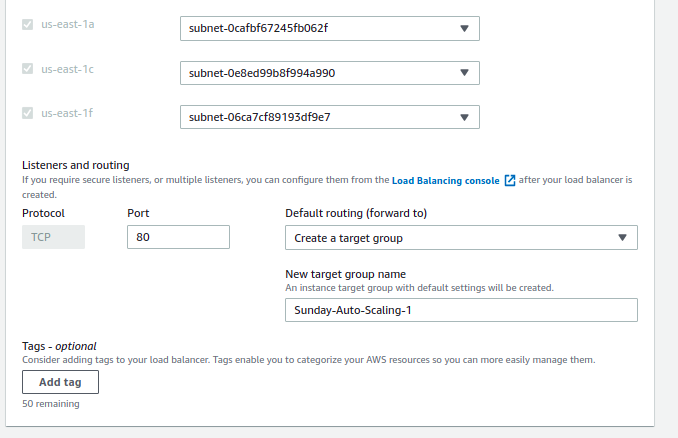 us-east-1a
subnet-0cafbf67245fb062f
us-east-1c
subnet-0e8ed99b8f994a990
us-east-1f
subnet-06ca7cf89193df9e7
Listeners and routing
If you require secure listeners, or multiple listeners, you can configure them from the Load Balancing console after your load balancer is
created.
Protocol Port Default routing (forward to)
TCP 80 Create a target group
New target group name
An instance target group with default settings will be created.
Sunday-Auto-Scaling-1
Tags - optional
Consider adding tags to your load balancer. Tags enable you to categorize your AWS resources so you can more easily manage them.
Add tag
50 remaining